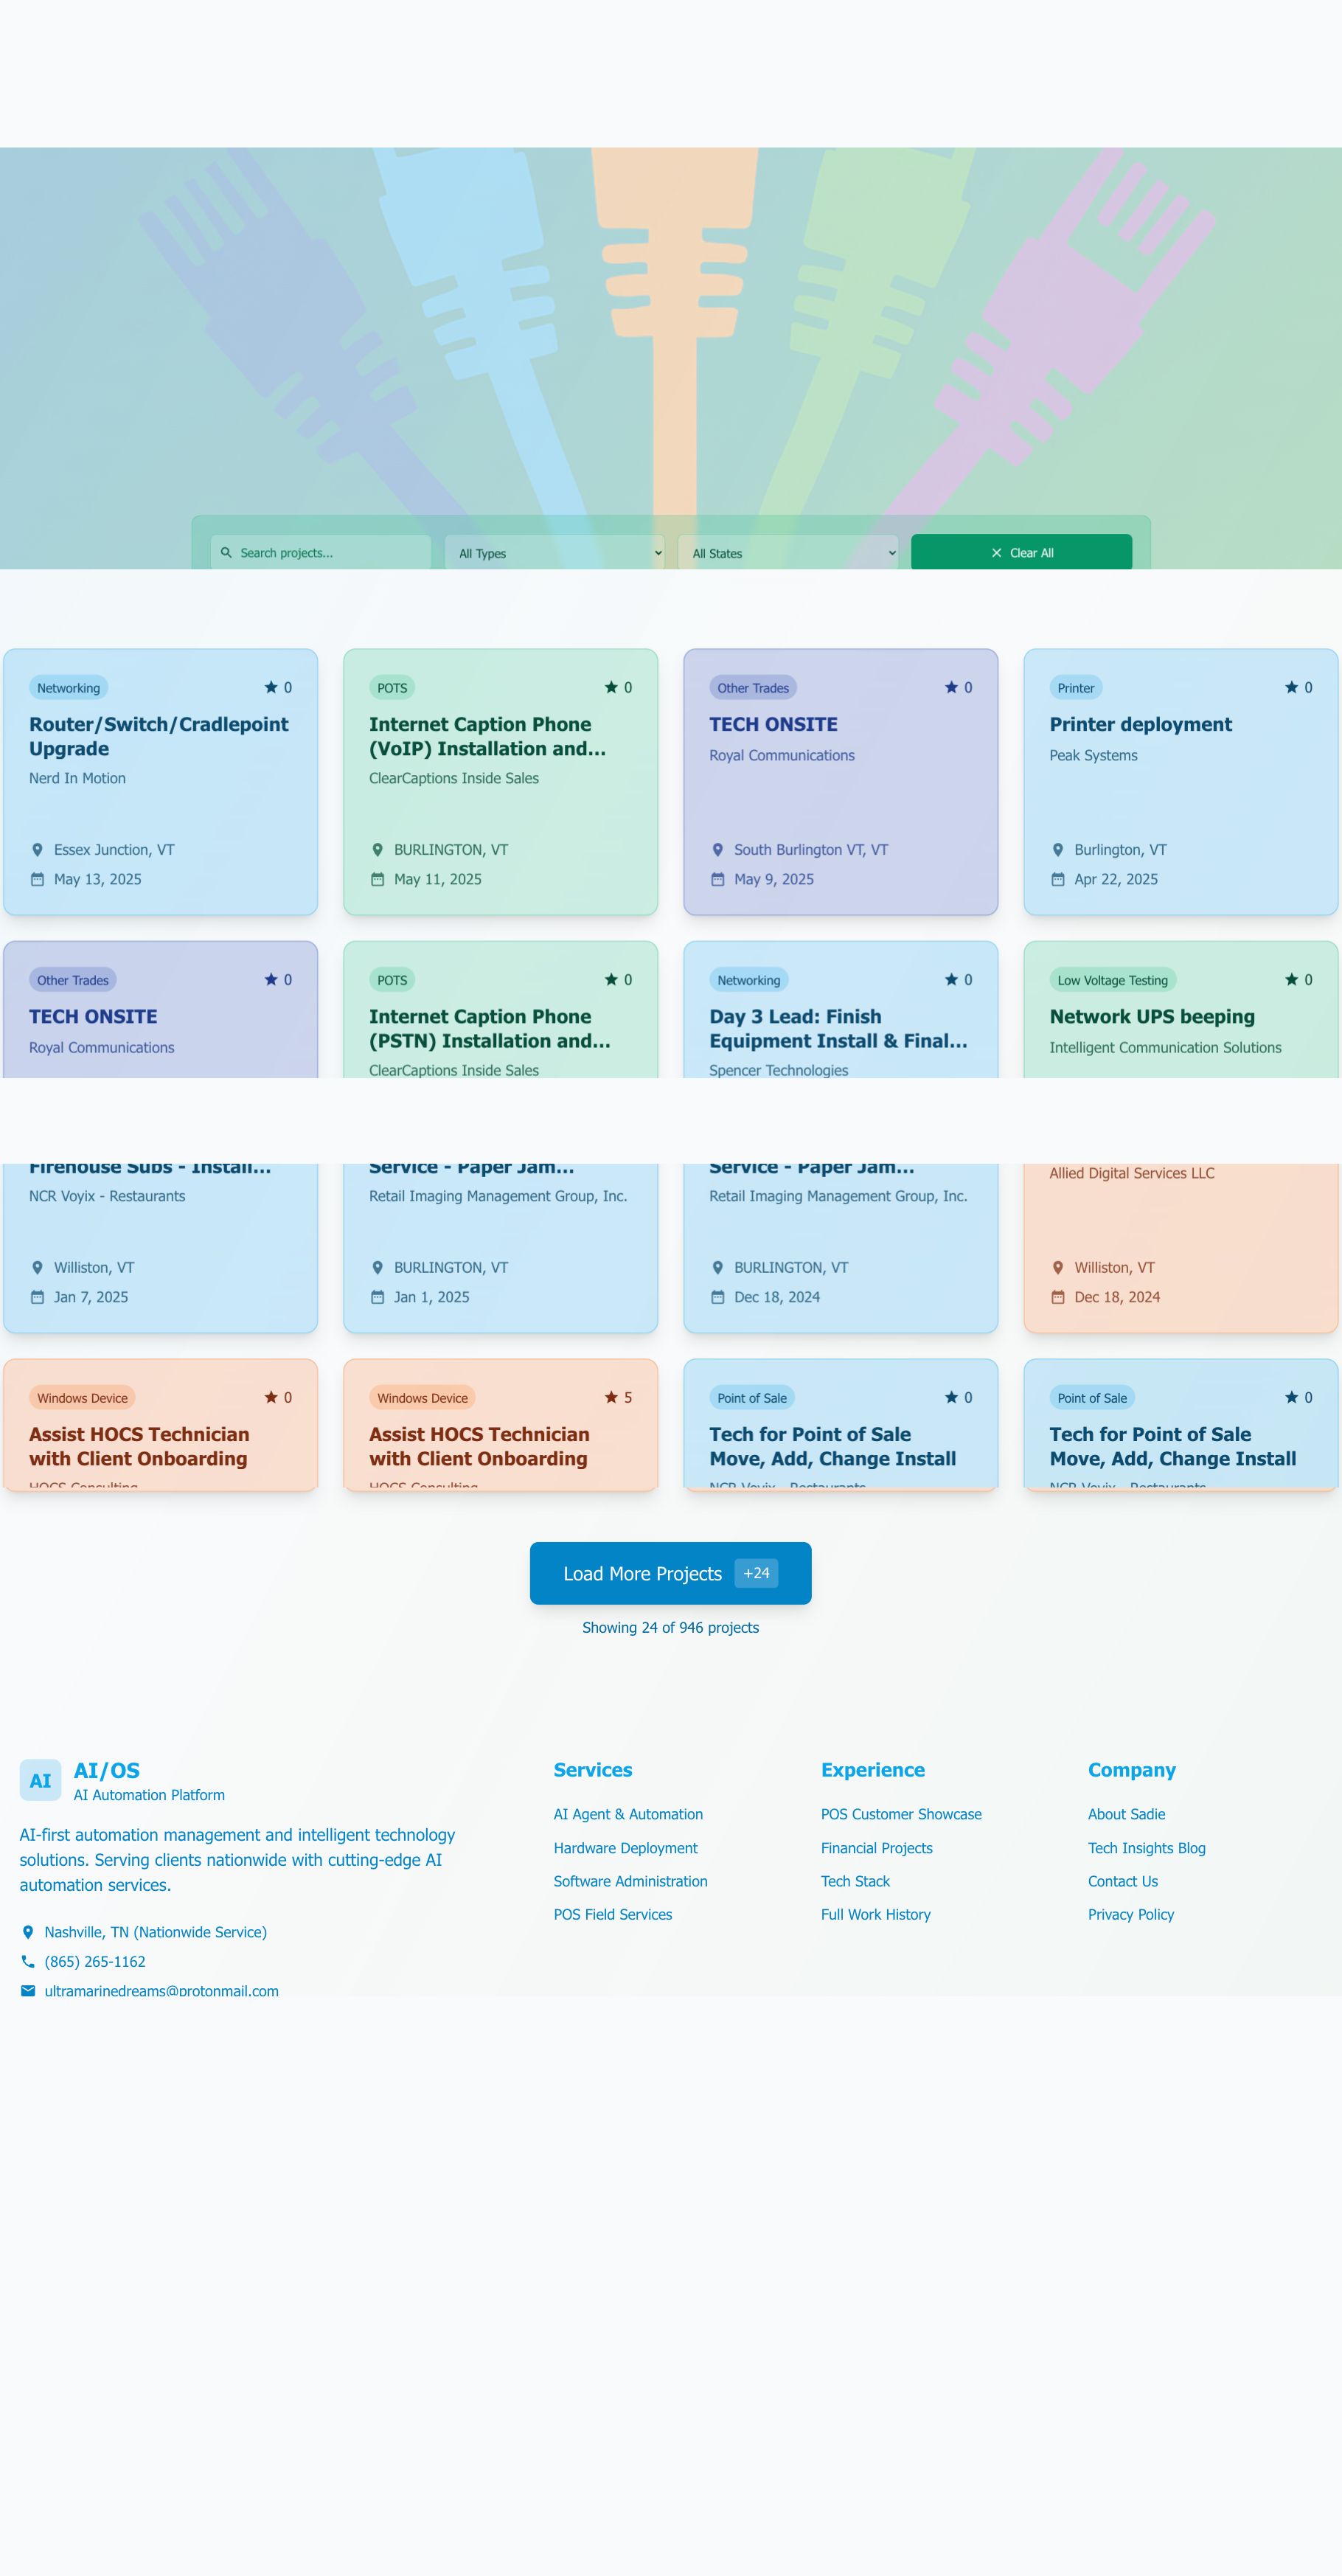 Search projects...
All Types
All States
Clear All
Networking
0
Router/Switch/Cradlepoint
Upgrade
Nerd In Motion
Essex Junction, VT
May 13, 2025
POTS
0
Internet Caption Phone
(VoIP) Installation and...
ClearCaptions Inside Sales
BURLINGTON, VT
May 11, 2025
Other Trades
0
TECH ONSITE
Royal Communications
South Burlington VT, VT
May 9, 2025
Printer
0
Printer deployment
Peak Systems
Burlington, VT
Apr 22, 2025
Other Trades
0
TECH ONSITE
Royal Communications
POTS
0
Internet Caption Phone
(PSTN) Installation and...
ClearCaptions Inside Sales
Networking
0
Day 3 Lead: Finish
Equipment Install & Final...
Spencer Technologies
Low Voltage Testing
0
Network UPS beeping
Intelligent Communication Solutions
Firehouse Subs - Install...
NCR Voyix - Restaurants
Williston, VT
Jan 7, 2025
Service - Paper Jam...
Retail Imaging Management Group, Inc.
BURLINGTON, VT
Jan 1, 2025
Service - Paper Jam...
Retail Imaging Management Group, Inc.
BURLINGTON, VT
Dec 18, 2024
Allied Digital Services LLC
Williston, VT
Dec 18, 2024
Windows Device
0
Assist HOCS Technician
with Client Onboarding
HOCS Consulting
Windows Device
5
Assist HOCS Technician
with Client Onboarding
HOCS Consulting
Point of Sale
0
Tech for Point of Sale
Move, Add, Change Install
NCR Voyix - Restaurants
Point of Sale
0
Tech for Point of Sale
Move, Add, Change Install
NCR Voyix - Restaurants
Load More Projects +24
Showing 24 of 946 projects
AI
AI/OS
AI Automation Platform
AI-first automation management and intelligent technology
solutions. Serving clients nationwide with cutting-edge AI
automation services.
Nashville, TN (Nationwide Service)
(865) 265-1162
ultramarinedreams@protonmail.com
Services
AI Agent & Automation
Hardware Deployment
Software Administration
POS Field Services
Experience
POS Customer Showcase
Financial Projects
Tech Stack
Full Work History
Company
About Sadie
Tech Insights Blog
Contact Us
Privacy Policy